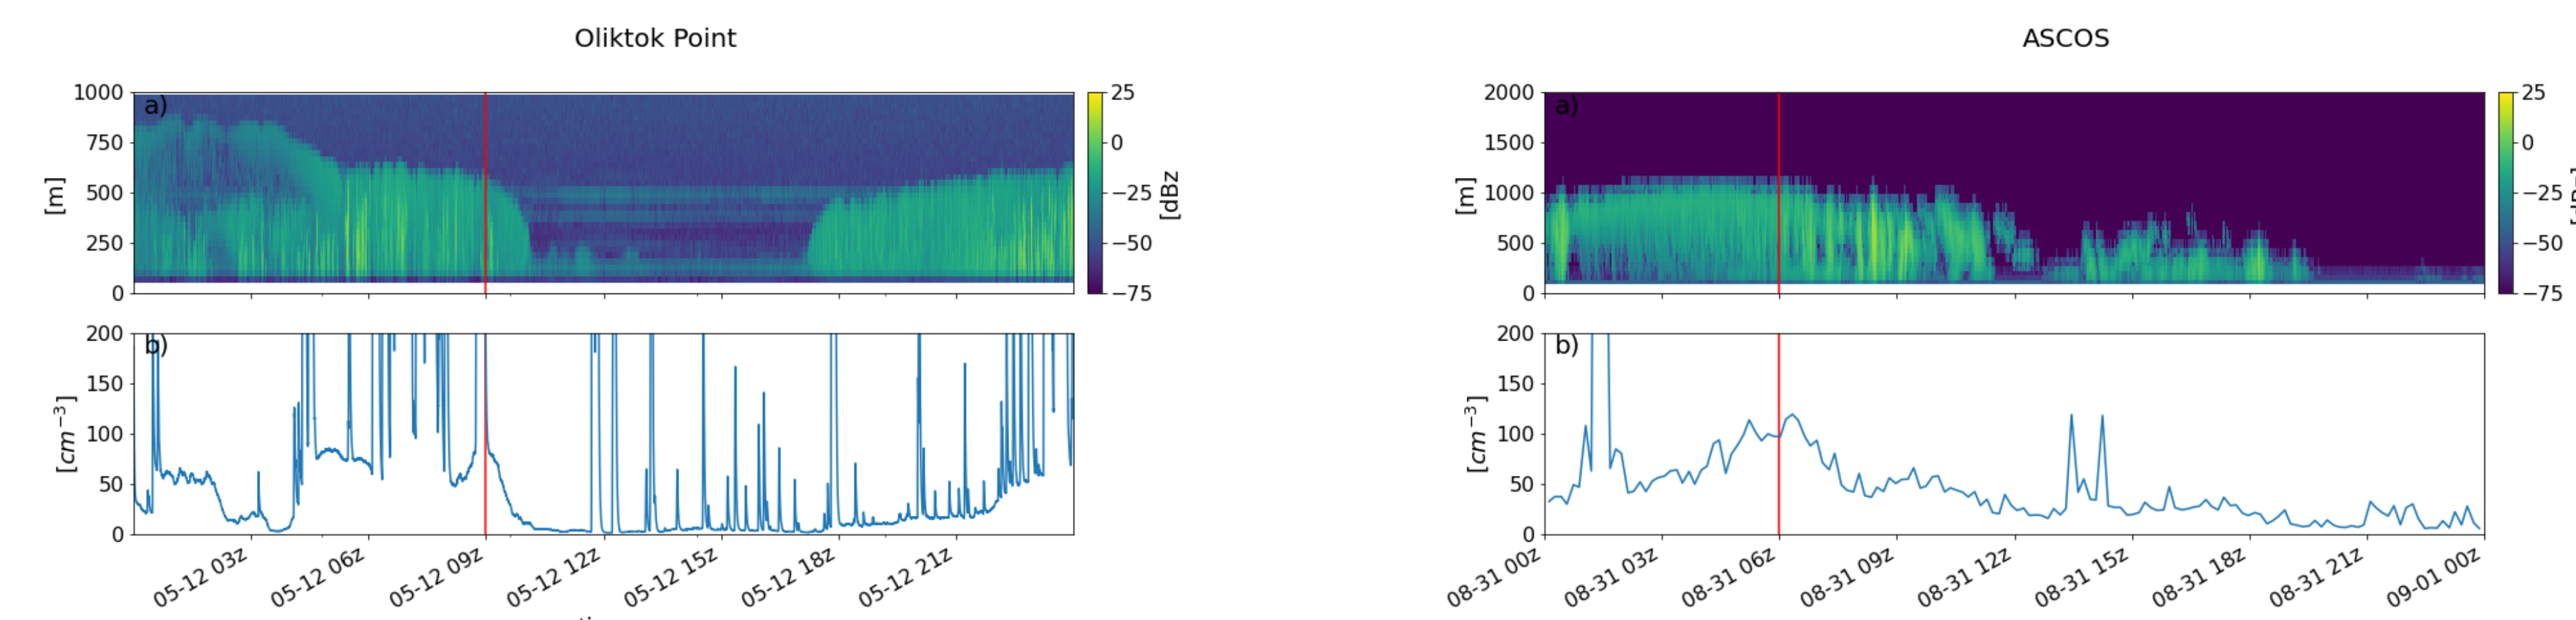 Oliktok Point
a)
1000
750
500
250
0
[m]
25
0
−25
−50
−75
[dBz
b)
200
150
100
50
0
[cm⁻³]
05-12 03z
05-12 06z
05-12 09z
05-12 12z
05-12 15z
05-12 18z
05-12 21z
ASCOS
a)
2000
1500
1000
500
0
[m]
25
0
−25
−50
−75
b)
200
150
100
50
0
[cm⁻³]
08-31 00z
08-31 03z
08-31 06z
08-31 09z
08-31 12z
08-31 15z
08-31 18z
08-31 21z
09-01 00z